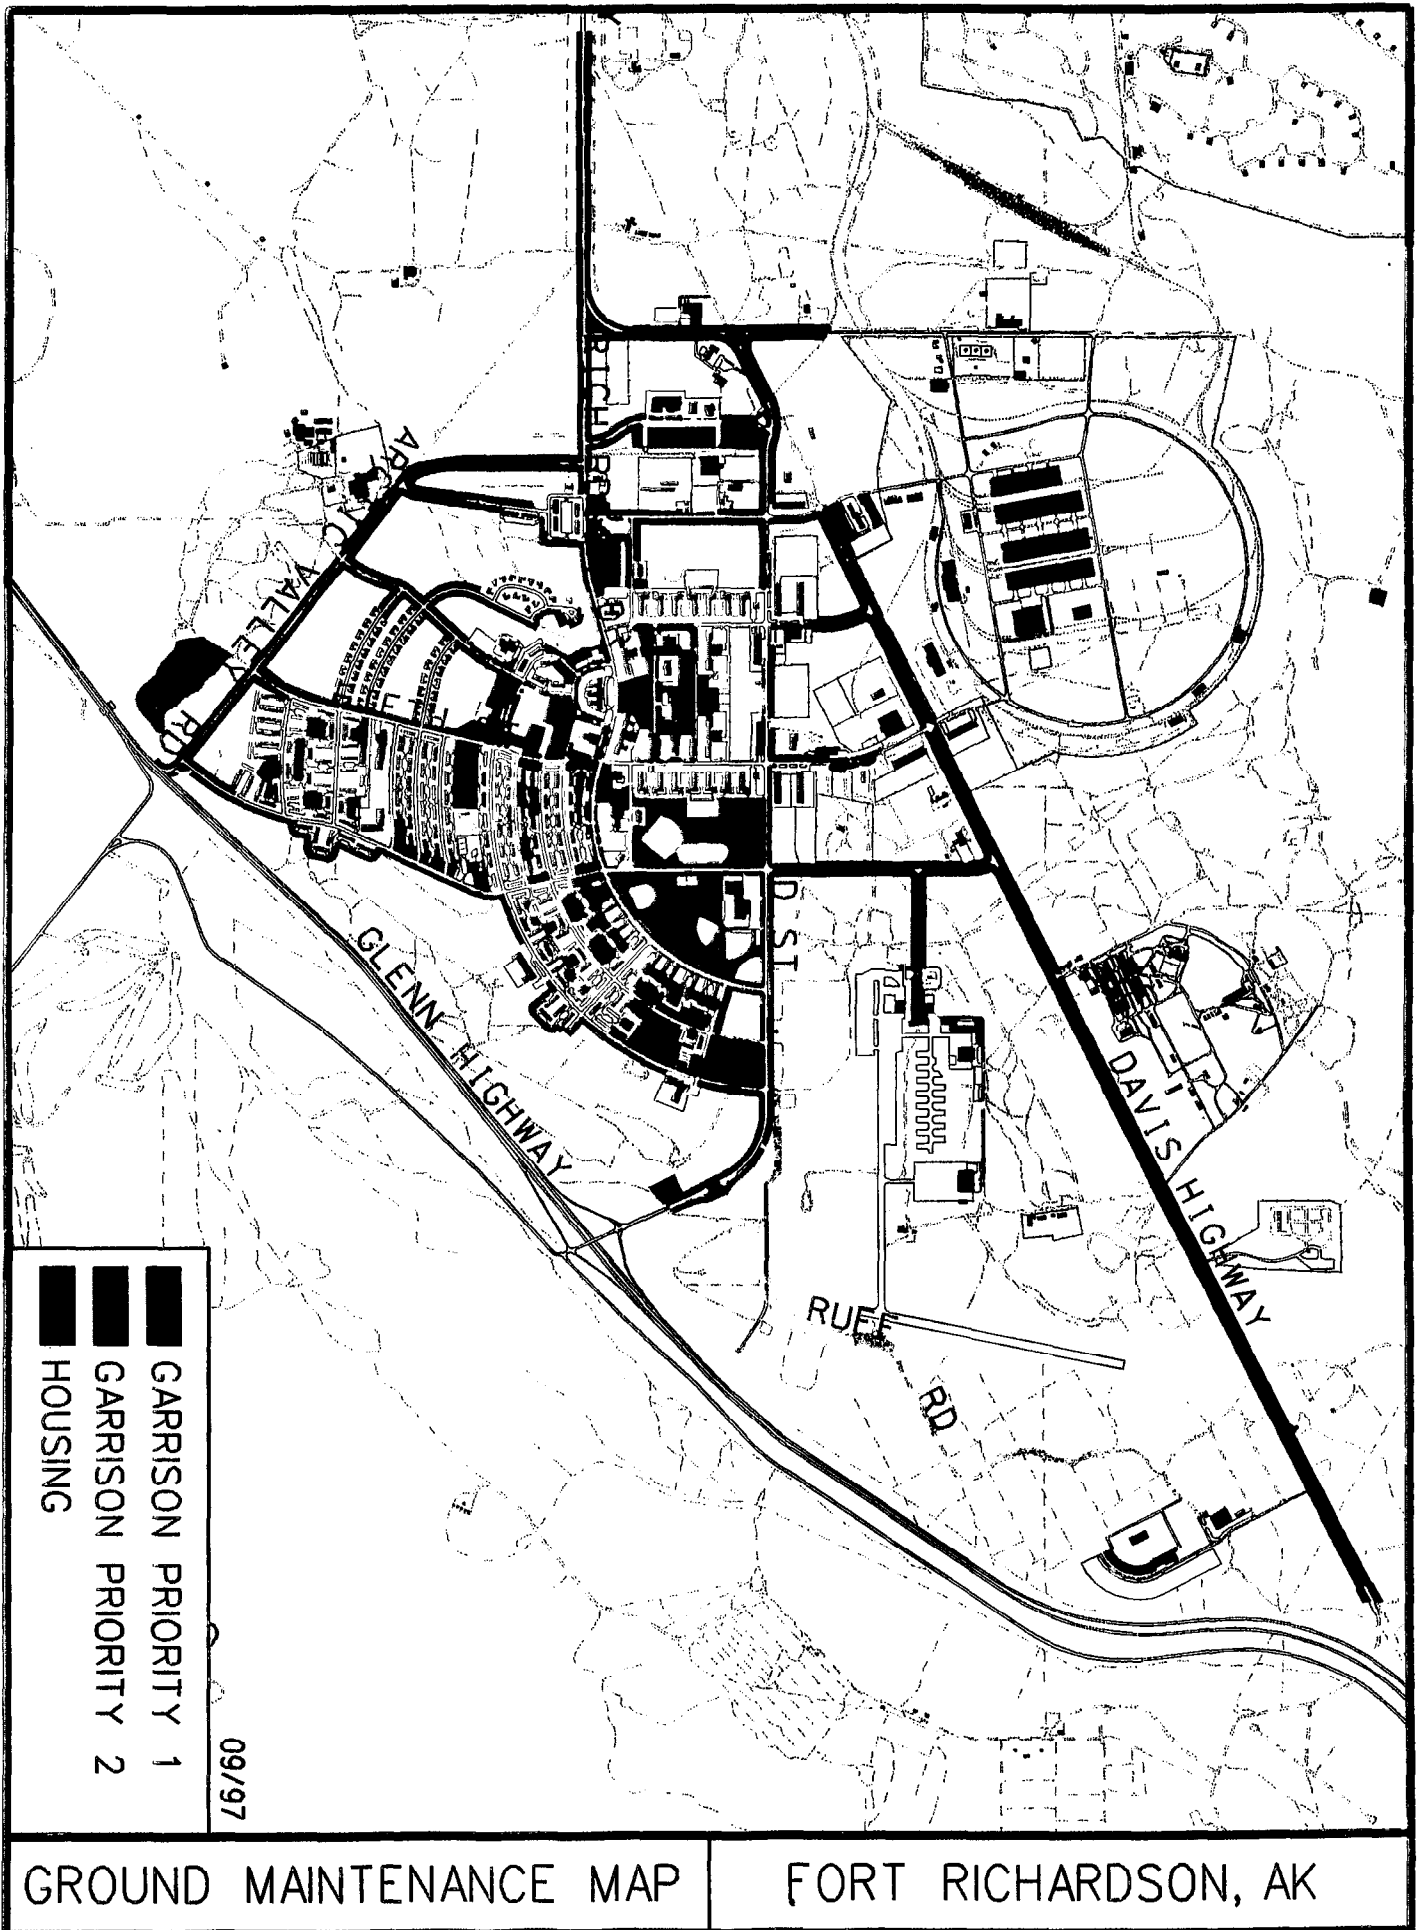 RICH
ARCTIC VALLEY RD
D ST
GLENN HIGHWAY
DAVIS HIGHWAY
RUFF RD
GARRISON PRIORITY 1
GARRISON PRIORITY 2
HOUSING
09/97
GROUND MAINTENANCE MAP
FORT RICHARDSON, AK